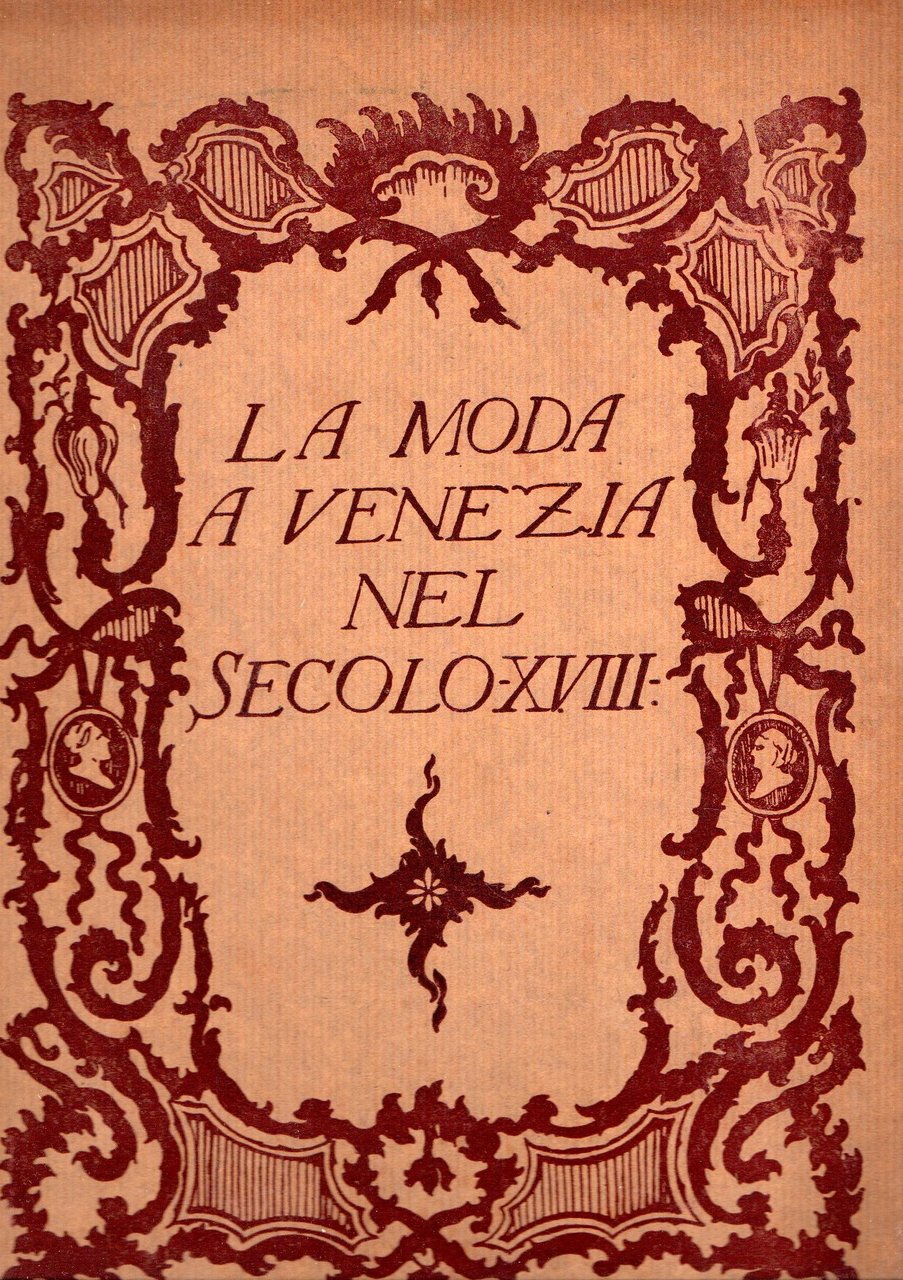 LA MODA
A VENEZIA
NEL
SECOLO-XVIII-